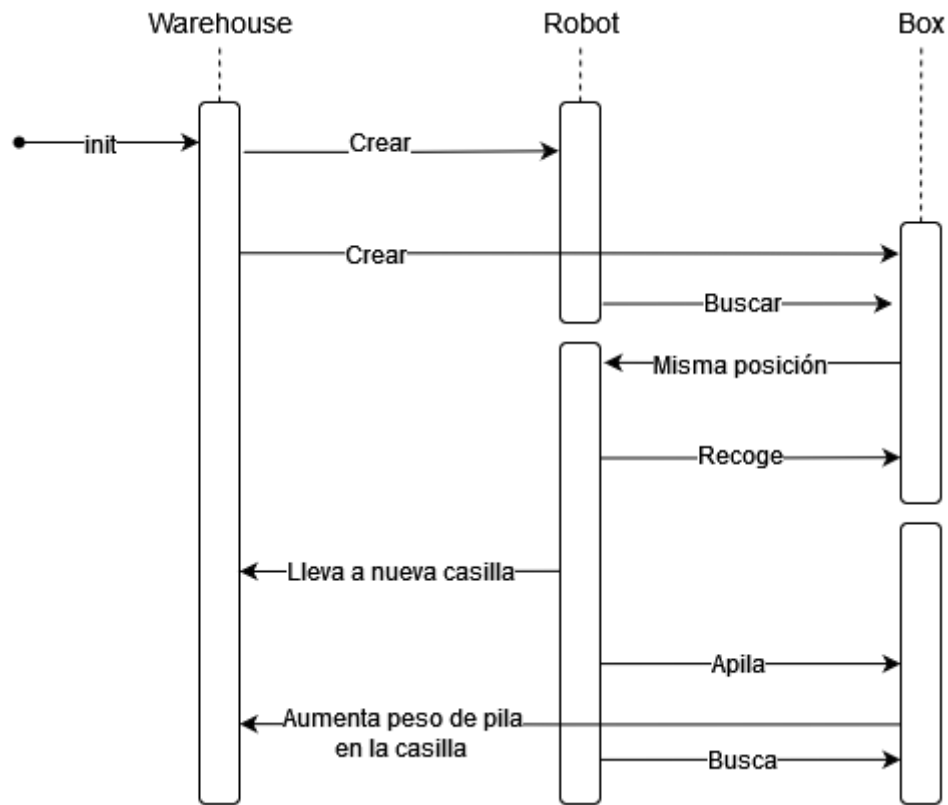 Warehouse
Robot
Box
init
Crear
Crear
Buscar
Misma posición
Recoge
Lleva a nueva casilla
Apila
Aumenta peso de pila
en la casilla
Busca